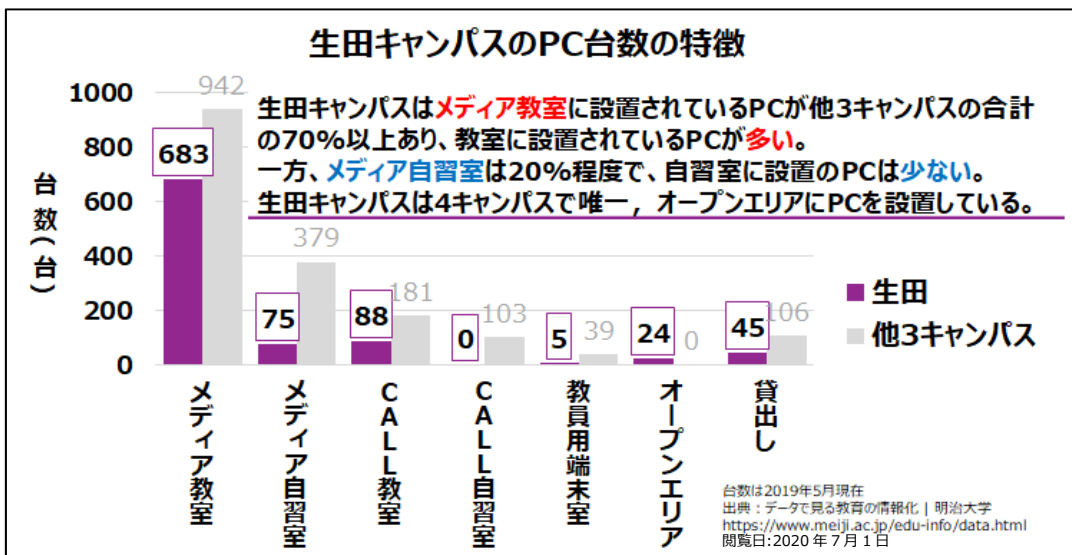 生田キャンパスのPC台数の特徴
生田キャンパスはメディア教室に設置されているPCが他3キャンパスの合計
の70%以上あり、教室に設置されているPCが多い。
一方、メディア自習室は20%程度で、自習室に設置のPCは少ない。
生田キャンパスは4キャンパスで唯一，オープンエリアにPCを設置している。
台数(台)
1000
800
600
400
200
0
683
942
75
379
88
181
0
103
5
39
24
0
45
106
メディア教室
メディア自習室
CALL教室
CALL自習室
教員用端末室
オープンエリア
貸出し
生田
他3キャンパス
台数は2019年5月現在
出典：データで見る教育の情報化 | 明治大学
https://www.meiji.ac.jp/edu-info/data.html
閲覧日:2020 年 7 月 1 日